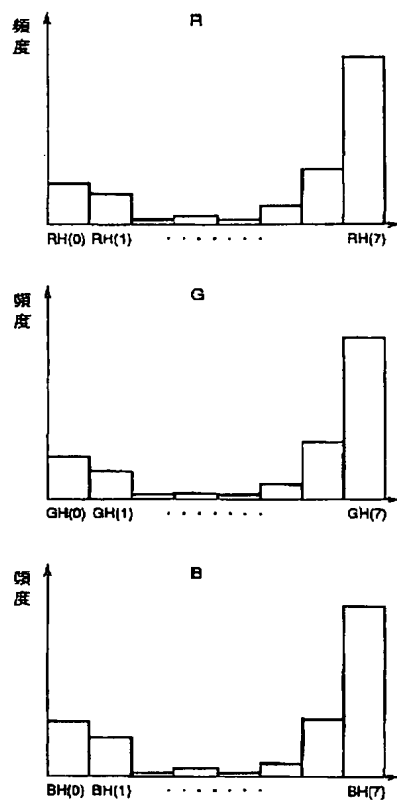 R
頻度
RH(0) RH(1) ・・・・・・・ RH(7)
G
頻度
GH(0) GH(1) ・・・・・・・ GH(7)
B
頻度
BH(0) BH(1) ・・・・・・・ BH(7)